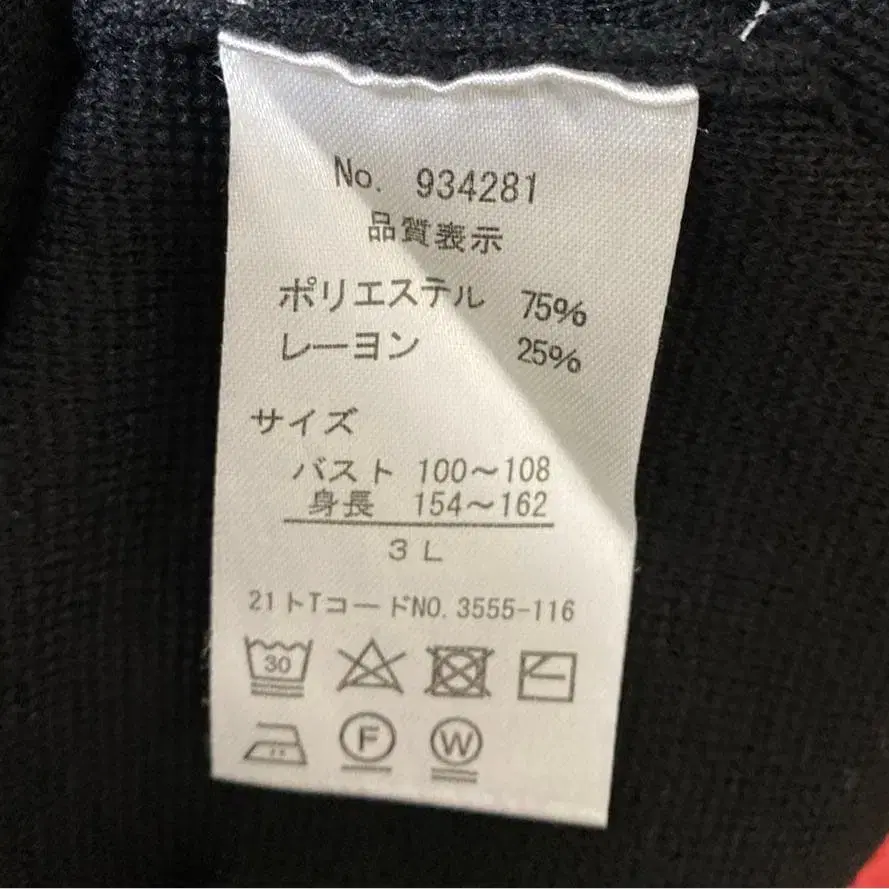 No. 934281
品質表示
ポリエステル 75%
レーヨン 25%
サイズ
バスト 100～108
身長 154～162
3L
21トTコードNO. 3555-116
30
F W